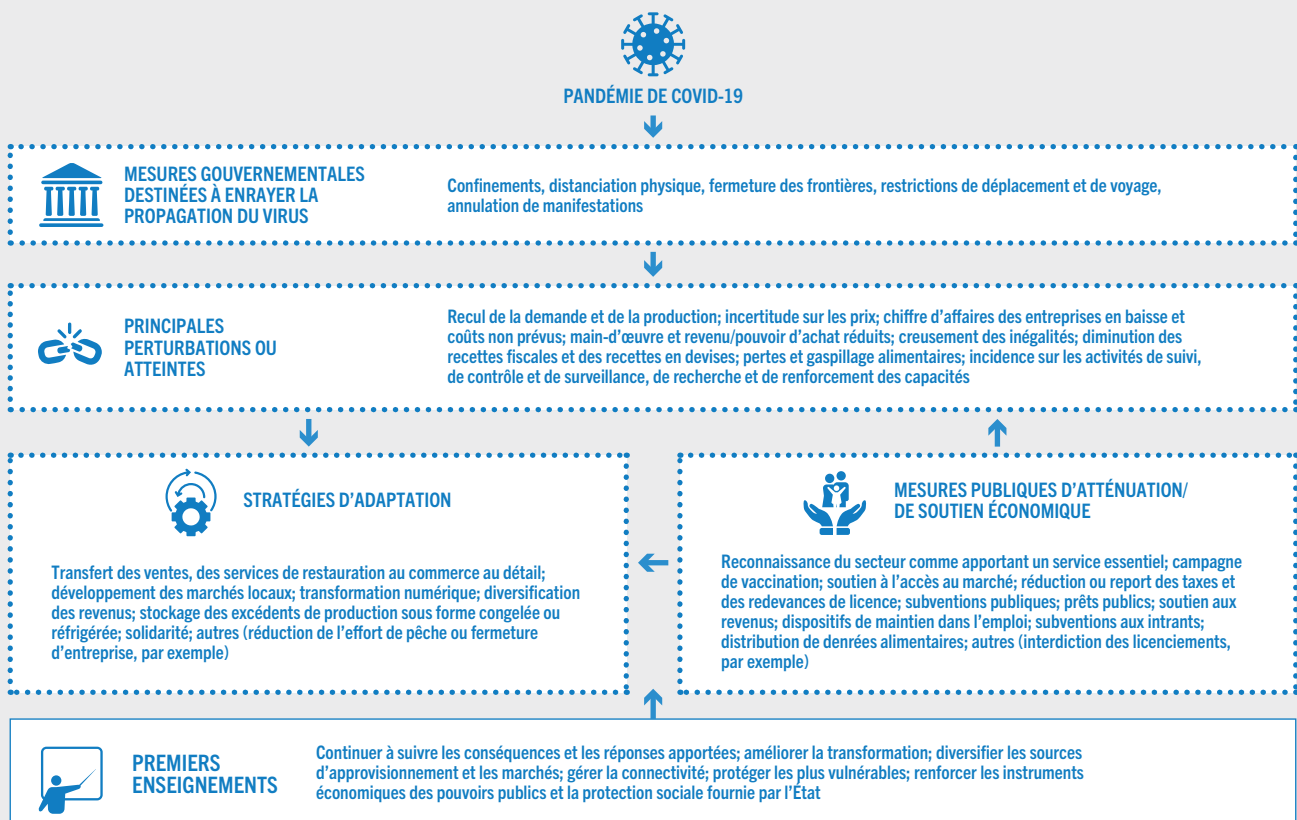 PANDÉMIE DE COVID-19
MESURES GOUVERNEMENTALES
DESTINÉES À ENRAYER LA
PROPAGATION DU VIRUS
Confinements, distanciation physique, fermeture des frontières, restrictions de déplacement et de voyage,
annulation de manifestations
PRINCIPALES
PERTURBATIONS OU
ATTEINTES
Recul de la demande et de la production; incertitude sur les prix; chiffre d'affaires des entreprises en baisse et
coûts non prévus; main-d'œuvre et revenu/pouvoir d'achat réduits; creusement des inégalités; diminution des
recettes fiscales et des recettes en devises; pertes et gaspillage alimentaires; incidence sur les activités de suivi,
de contrôle et de surveillance, de recherche et de renforcement des capacités
STRATÉGIES D'ADAPTATION
Transfert des ventes, des services de restauration au commerce au détail;
développement des marchés locaux; transformation numérique; diversification
des revenus; stockage des excédents de production sous forme congelée ou
réfrigérée; solidarité; autres (réduction de l'effort de pêche ou fermeture
d'entreprise, par exemple)
MESURES PUBLIQUES D'ATTÉNUATION/
DE SOUTIEN ÉCONOMIQUE
Reconnaissance du secteur comme apportant un service essentiel; campagne
de vaccination; soutien à l'accès au marché; réduction ou report des taxes et
des redevances de licence; subventions publiques; prêts publics; soutien aux
revenus; dispositifs de maintien dans l'emploi; subventions aux intrants;
distribution de denrées alimentaires; autres (interdiction des licenciements,
par exemple)
PREMIERS
ENSEIGNEMENTS
Continuer à suivre les conséquences et les réponses apportées; améliorer la transformation; diversifier les sources
d'approvisionnement et les marchés; gérer la connectivité; protéger les plus vulnérables; renforcer les instruments
économiques des pouvoirs publics et la protection sociale fournie par l'État